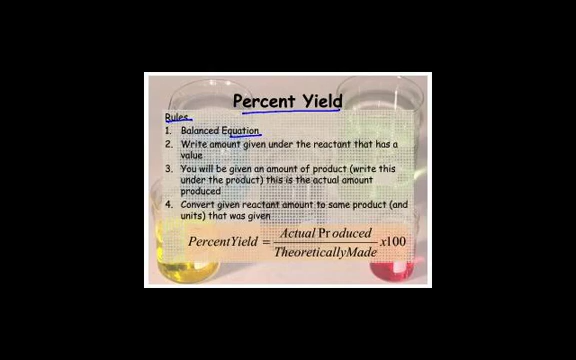 Percent Yield
Rules
1. Balanced Equation
2. Write amount given under the reactant that has a
value
3. You will be given an amount of product (write this
under the product) this is the actual amount
produced
4. Convert given reactant amount to same product (and
units) that was given
PercentYield = Actual Produced / TheoreticallyMade x100